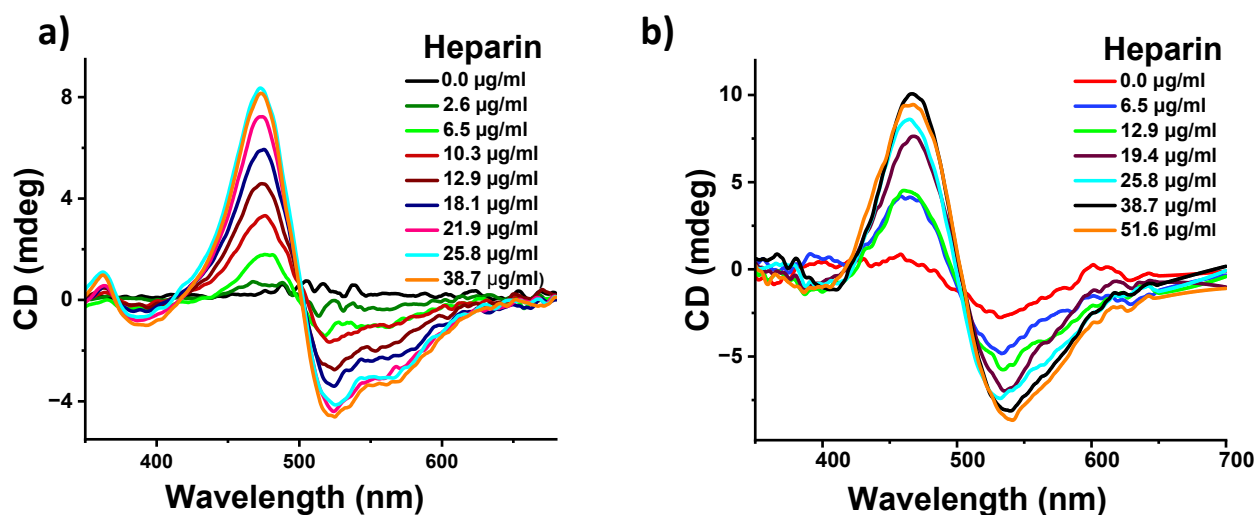 a)
Heparin
0.0 µg/ml
2.6 µg/ml
6.5 µg/ml
10.3 µg/ml
12.9 µg/ml
18.1 µg/ml
21.9 µg/ml
25.8 µg/ml
38.7 µg/ml)
CD (mdeg)
8
4
0
−4
400 500 600
Wavelength (nm)
b)
Heparin
0.0 µg/ml
6.5 µg/ml
12.9 µg/ml
19.4 µg/ml
25.8 µg/ml
38.7 µg/ml
51.6 µg/ml
CD (mdeg)
10
5
0
−5
400 500 600 700
Wavelength (nm)